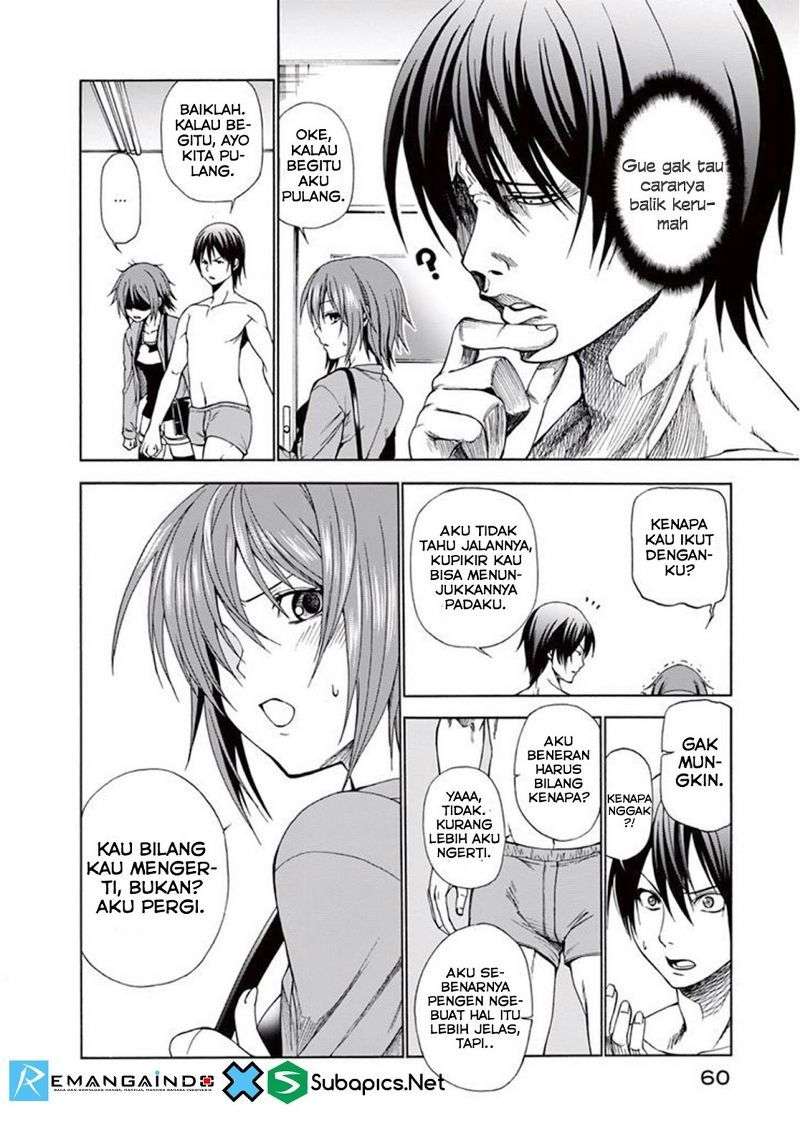 Gue gak tau
caranya
balik keru-
mah
?
OKE,
KALAU
BEGITU
AKU
PULANG.
BAIKLAH.
KALAU BE-
GITU, AYO
KITA PU-
LANG.
...
KENAPA
KAU IKUT
DENGAN-
KU?
AKU TIDAK
TAHU JALANNYA,
KUPIKIR KAU
BISA MENUN-
JUKKANNYA
PADAKU.
GAK
MUNG-
KIN.
KENAPA
NGGAK
?!
AKU
BENERAN
HARUS
BILANG
KENAPA?
YAAA,
TIDAK.
KURANG
LEBIH AKU
NGERTI.
AKU SE-
BENARNYA
PENGEN NGE-
BUAT HAL ITU
LEBIH JELAS,
TAPI..
KAU BILANG
KAU MENGER-
TI, BUKAN?
AKU PERGI.
REMANGAINDO
Subapics.Net
60